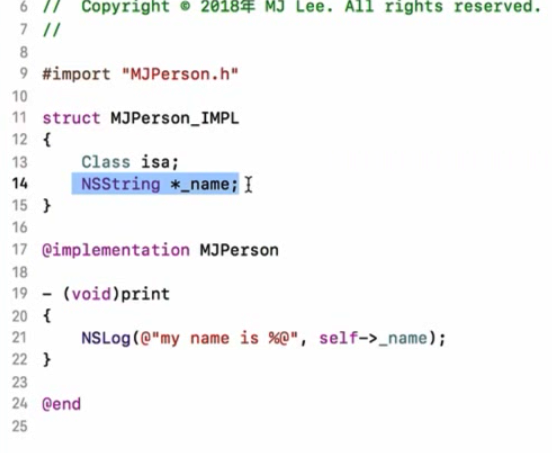 6 //  Copyright © 2018年 MJ Lee. All rights reserved.
7 //
8
9 #import "MJPerson.h"
10
11 struct MJPerson_IMPL
12 {
13     Class isa;
14     NSString *_name;
15 }
16
17 @implementation MJPerson
18
19 - (void)print
20 {
21     NSLog(@"my name is %@", self->_name);
22 }
23
24 @end
25